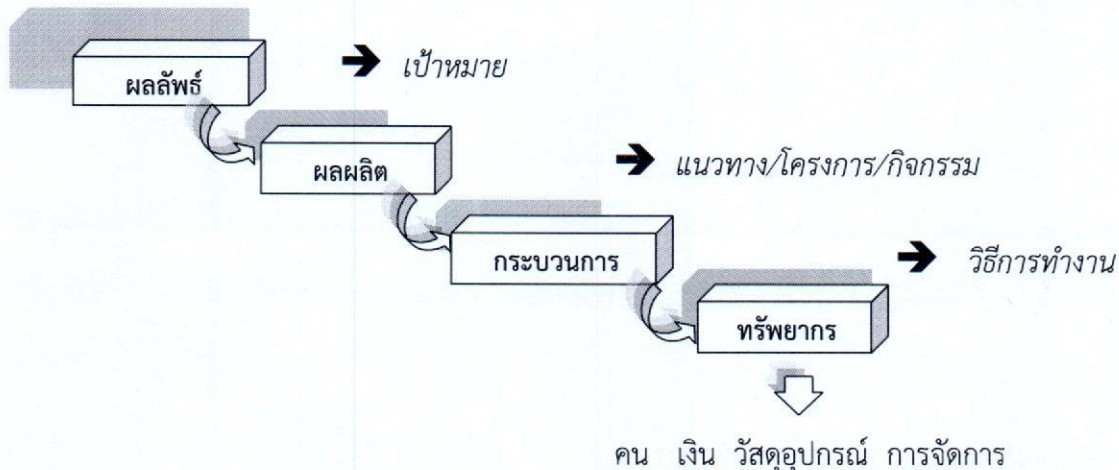 ผลลัพธ์
เป้าหมาย
ผลผลิต
แนวทาง/โครงการ/กิจกรรม
กระบวนการ
วิธีการทำงาน
ทรัพยากร
คน เงิน วัสดุอุปกรณ์ การจัดการ